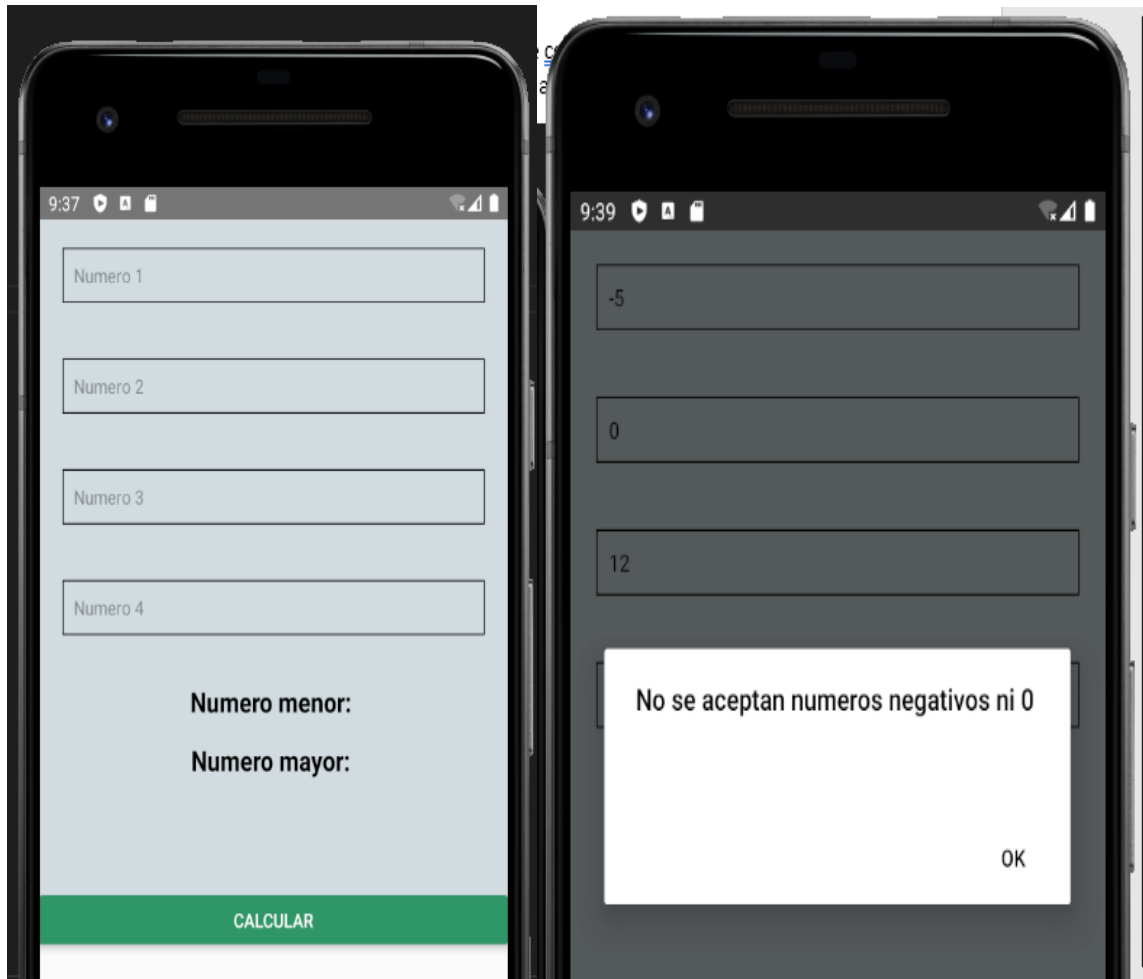 9:37
Numero 1
Numero 2
Numero 3
Numero 4
Numero menor:
Numero mayor:
CALCULAR
9:39
-5
0
12
No se aceptan numeros negativos ni 0
OK